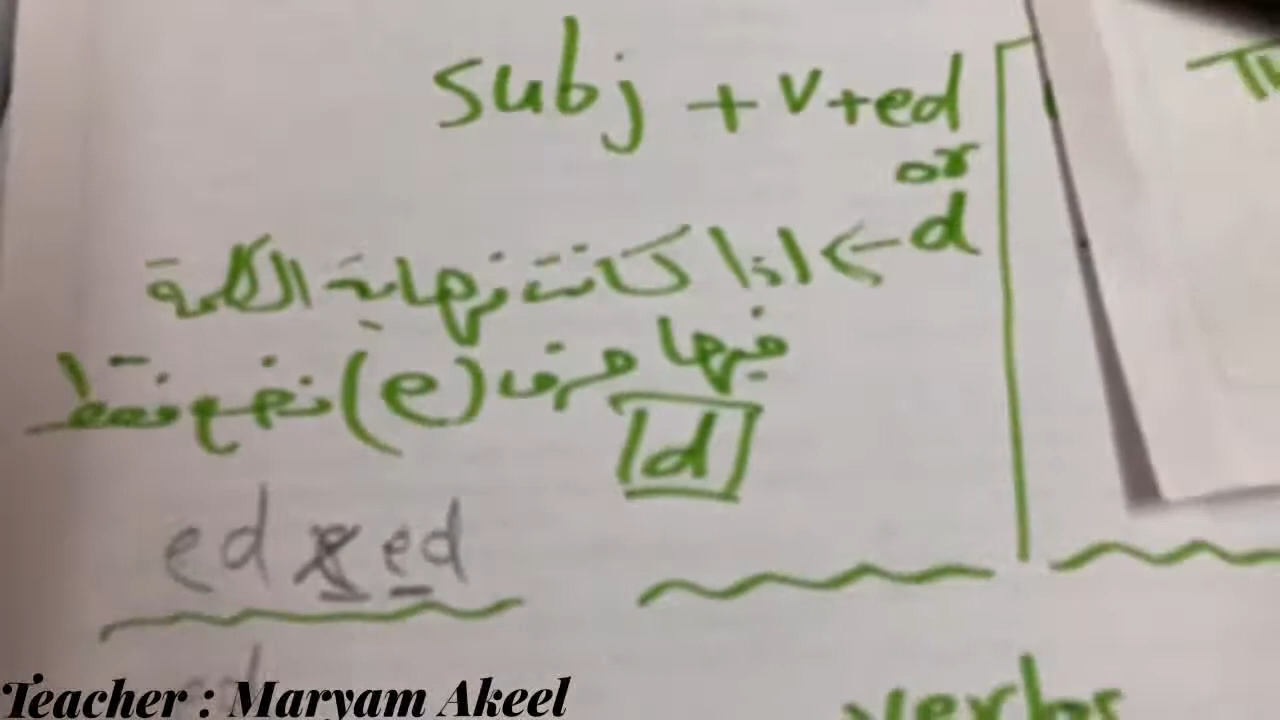 subj + v+ed
or
d ← اذا كانت نهاية الكلمة
فيها حرف (e) نضع فقط
d
ed x ed
verbs
Teacher : Maryam Akeel